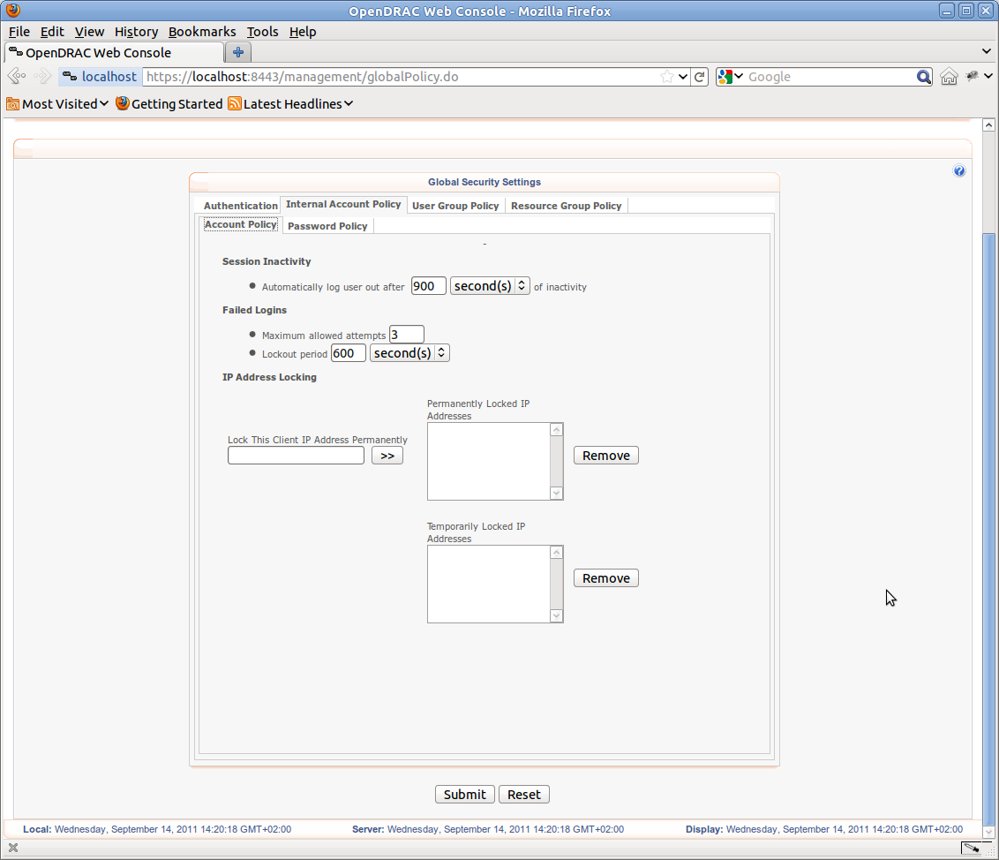 OpenDRAC Web Console - Mozilla Firefox
File Edit View History Bookmarks Tools Help
OpenDRAC Web Console
localhost https://localhost:8443/management/globalPolicy.do Google
Most Visited Getting Started Latest Headlines
Global Security Settings
Authentication Internal Account Policy User Group Policy Resource Group Policy
Account Policy Password Policy
-
Session Inactivity
Automatically log user out after 900 second(s) of inactivity
Failed Logins
Maximum allowed attempts 3
Lockout period 600 second(s)
IP Address Locking
Permanently Locked IP
Addresses
Lock This Client IP Address Permanently
>> Remove
Temporarily Locked IP
Addresses
Remove
Submit Reset
Local: Wednesday, September 14, 2011 14:20:18 GMT+02:00 Server: Wednesday, September 14, 2011 14:20:18 GMT+02:00 Display: Wednesday, September 14, 2011 14:20:18 GMT+02:00